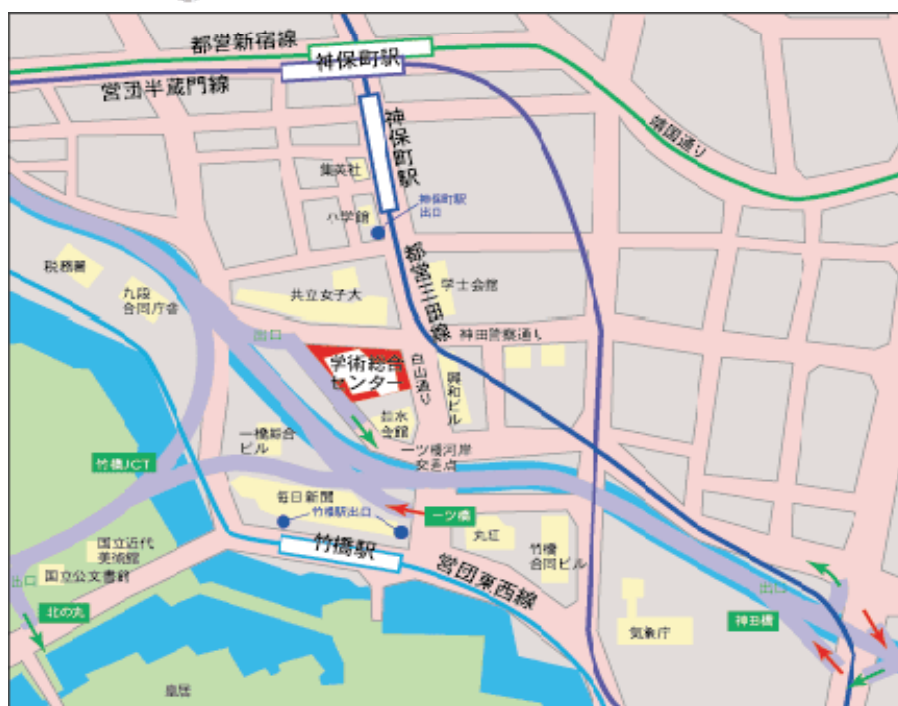 都営新宿線
神保町駅
営団半蔵門線
神保町駅
靖国通り
集英社
小学館
神保町駅
出口
都営三田線
税務署
九段
合同庁舎
共立女子大
学士会館
出口
神田警察通り
学術総合
センター
白山通り
興和ビル
如水
会館
一橋総合
ビル
一ツ橋河岸
交差点
竹橋JCT
毎日新聞
竹橋駅出口
一ツ橋
丸紅
竹橋
合同ビル
竹橋駅
営団東西線
国立近代
美術館
国立公文書館
出口
北の丸
出口
神田橋
気象庁
皇居